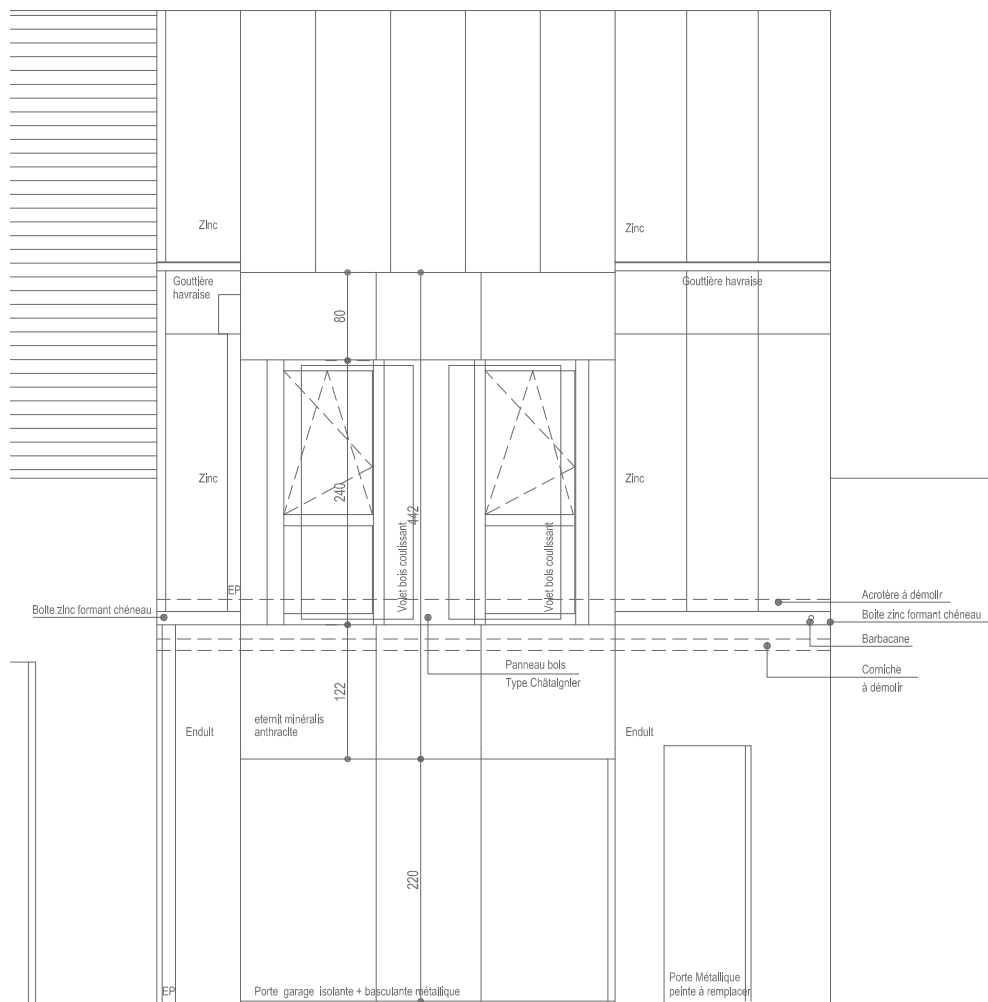 Zinc
Zinc
Gouttière
havraise
Gouttière havraise
80
Zinc
240
442
Zinc
Volet bois coulissant
Volet bois coulissant
EP
Boite zinc formant chéneau
Acrotère à démolir
Boite zinc formant chéneau
Barbacane
Corniche
à démolir
Panneau bois
Type Châtaignier
122
eternit minéralis
anthracite
Enduit
Enduit
220
EP
Porte garage isolante + basculante métallique
Porte Métallique
peinte à remplacer